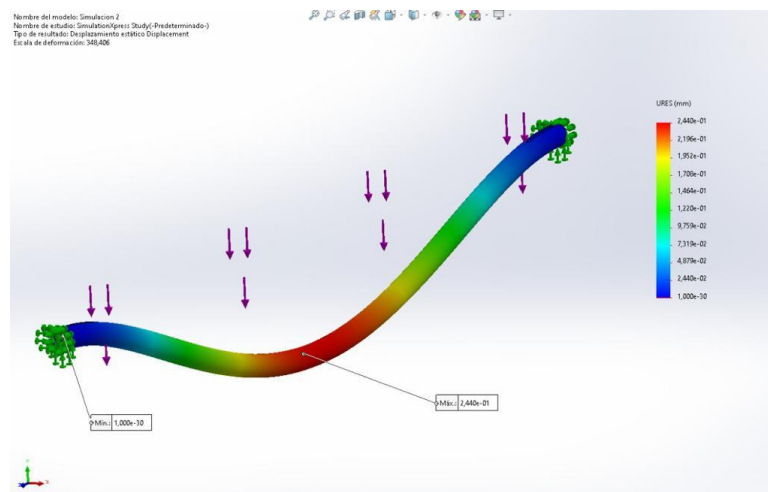 Nombre del modelo: Simulacion 2
Nombre de estudio: SimulationXpress Study(-Predeterminado-)
Tipo de resultado: Desplazamiento estático Displacement
Escala de deformación: 348,406
URES (mm)
2,440e-01
2,196e-01
1,952e-01
1,708e-01
1,464e-01
1,220e-01
9,759e-02
7,319e-02
4,879e-02
2,440e-02
1,000e-30
Máx.: 2,440e-01
Mín.: 1,000e-30